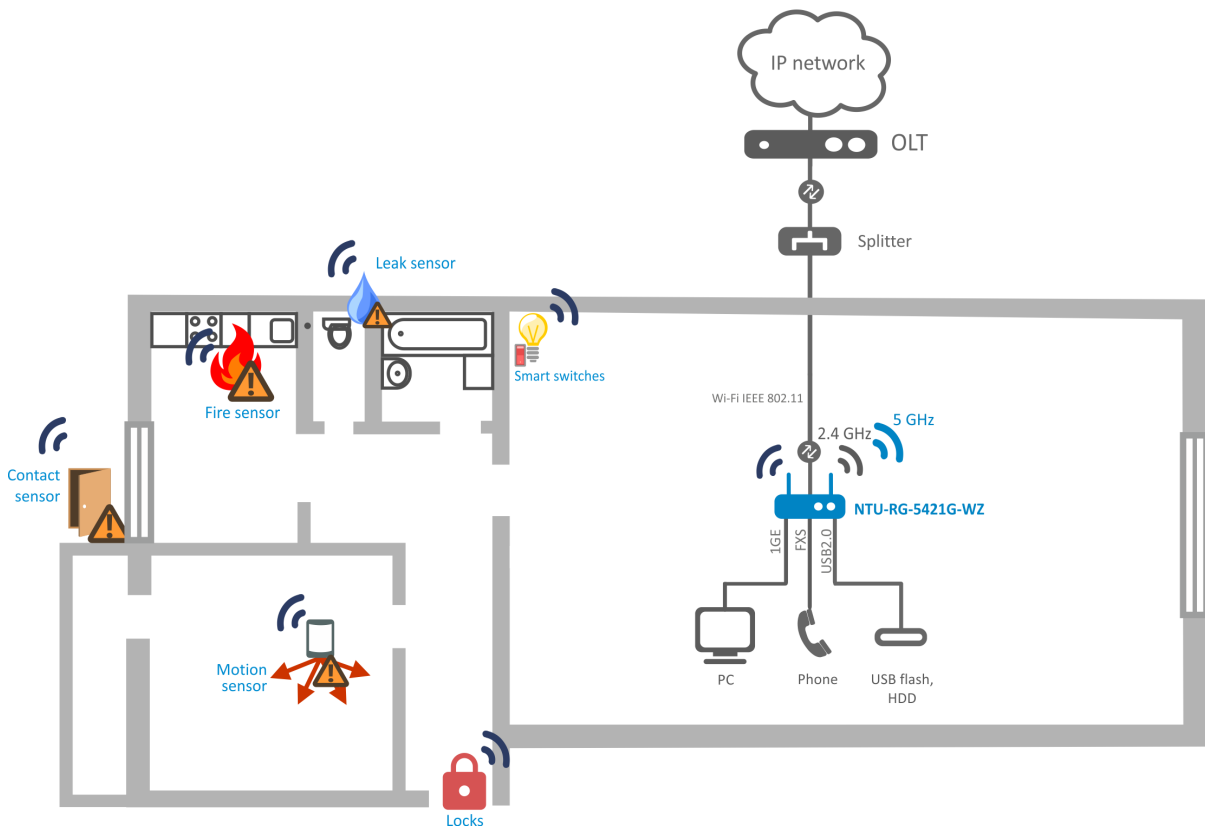 IP network
OLT
Splitter
Leak sensor
Smart switches
Fire sensor
Wi-Fi IEEE 802.11
5 GHz
2.4 GHz
Contact
sensor
NTU-RG-5421G-WZ
1GE
FXS
USB2.0
Motion
sensor
PC
Phone
USB flash,
HDD
Locks